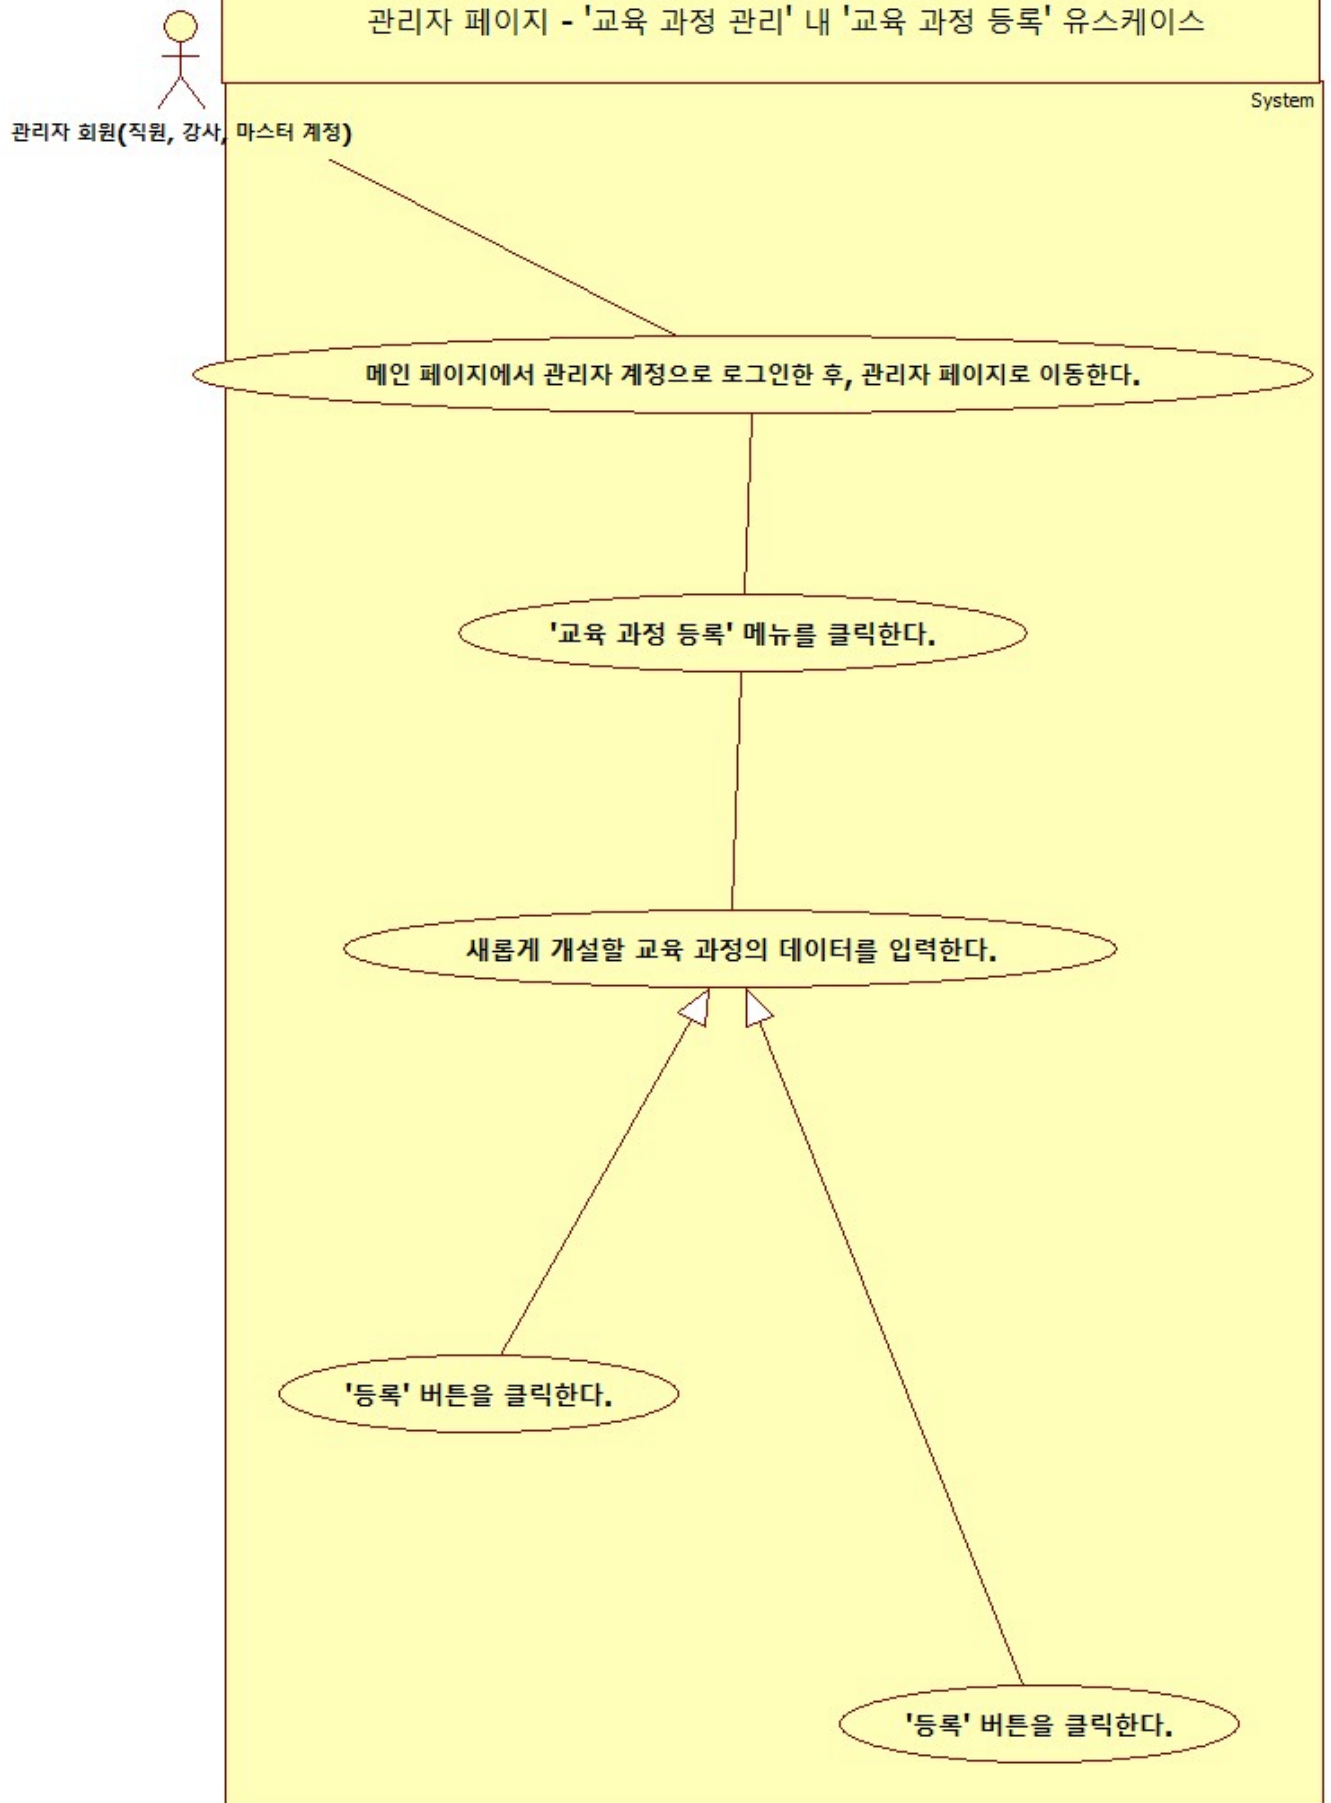 관리자 페이지 - '교육 과정 관리' 내 '교육 과정 등록' 유스케이스
System
관리자 회원(직원, 강사, 마스터 계정)
메인 페이지에서 관리자 계정으로 로그인한 후, 관리자 페이지로 이동한다.
'교육 과정 등록' 메뉴를 클릭한다.
새롭게 개설할 교육 과정의 데이터를 입력한다.
'등록' 버튼을 클릭한다.
'등록' 버튼을 클릭한다.